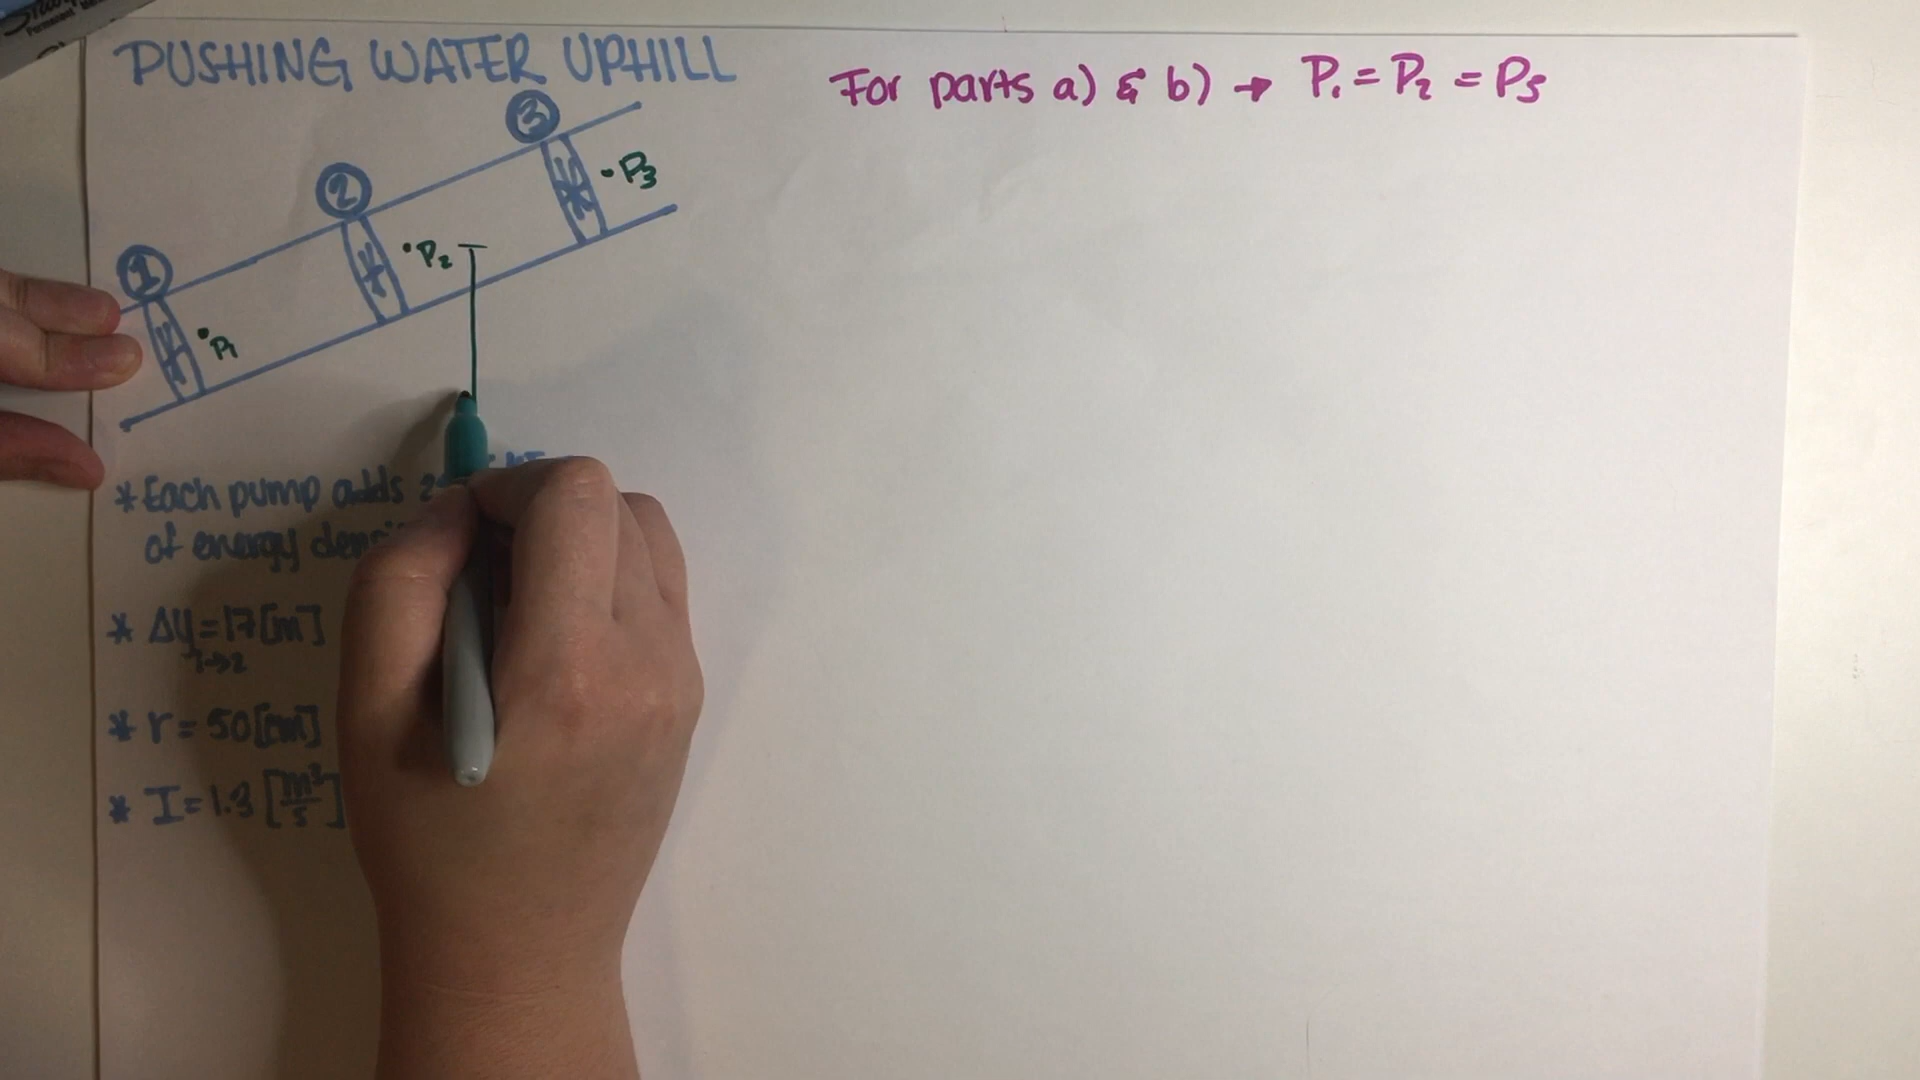 PUSHING WATER UPHILL
For parts a) & b) → P₁ = P₂ = P₃
3
2
1
•P₃
•P₂
•P₁
* Each pump adds
of energy
* Δy = 17 [m]
1→2
* r = 50 [cm]
* I = 1.3 [m³/s]